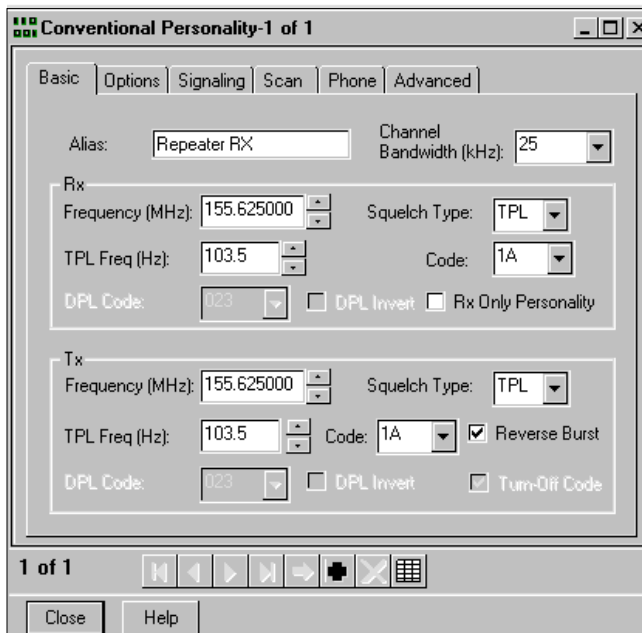 Conventional Personality-1 of 1
Basic Options Signaling Scan Phone Advanced
Alias: Repeater RX Channel Bandwidth (kHz): 25
Rx
Frequency (MHz): 155.625000 Squelch Type: TPL
TPL Freq (Hz): 103.5 Code: 1A
DPL Code: 023 DPL Invert Rx Only Personality
Tx
Frequency (MHz): 155.625000 Squelch Type: TPL
TPL Freq (Hz): 103.5 Code: 1A Reverse Burst
DPL Code: 023 DPL Invert Turn-Off Code
1 of 1
Close Help